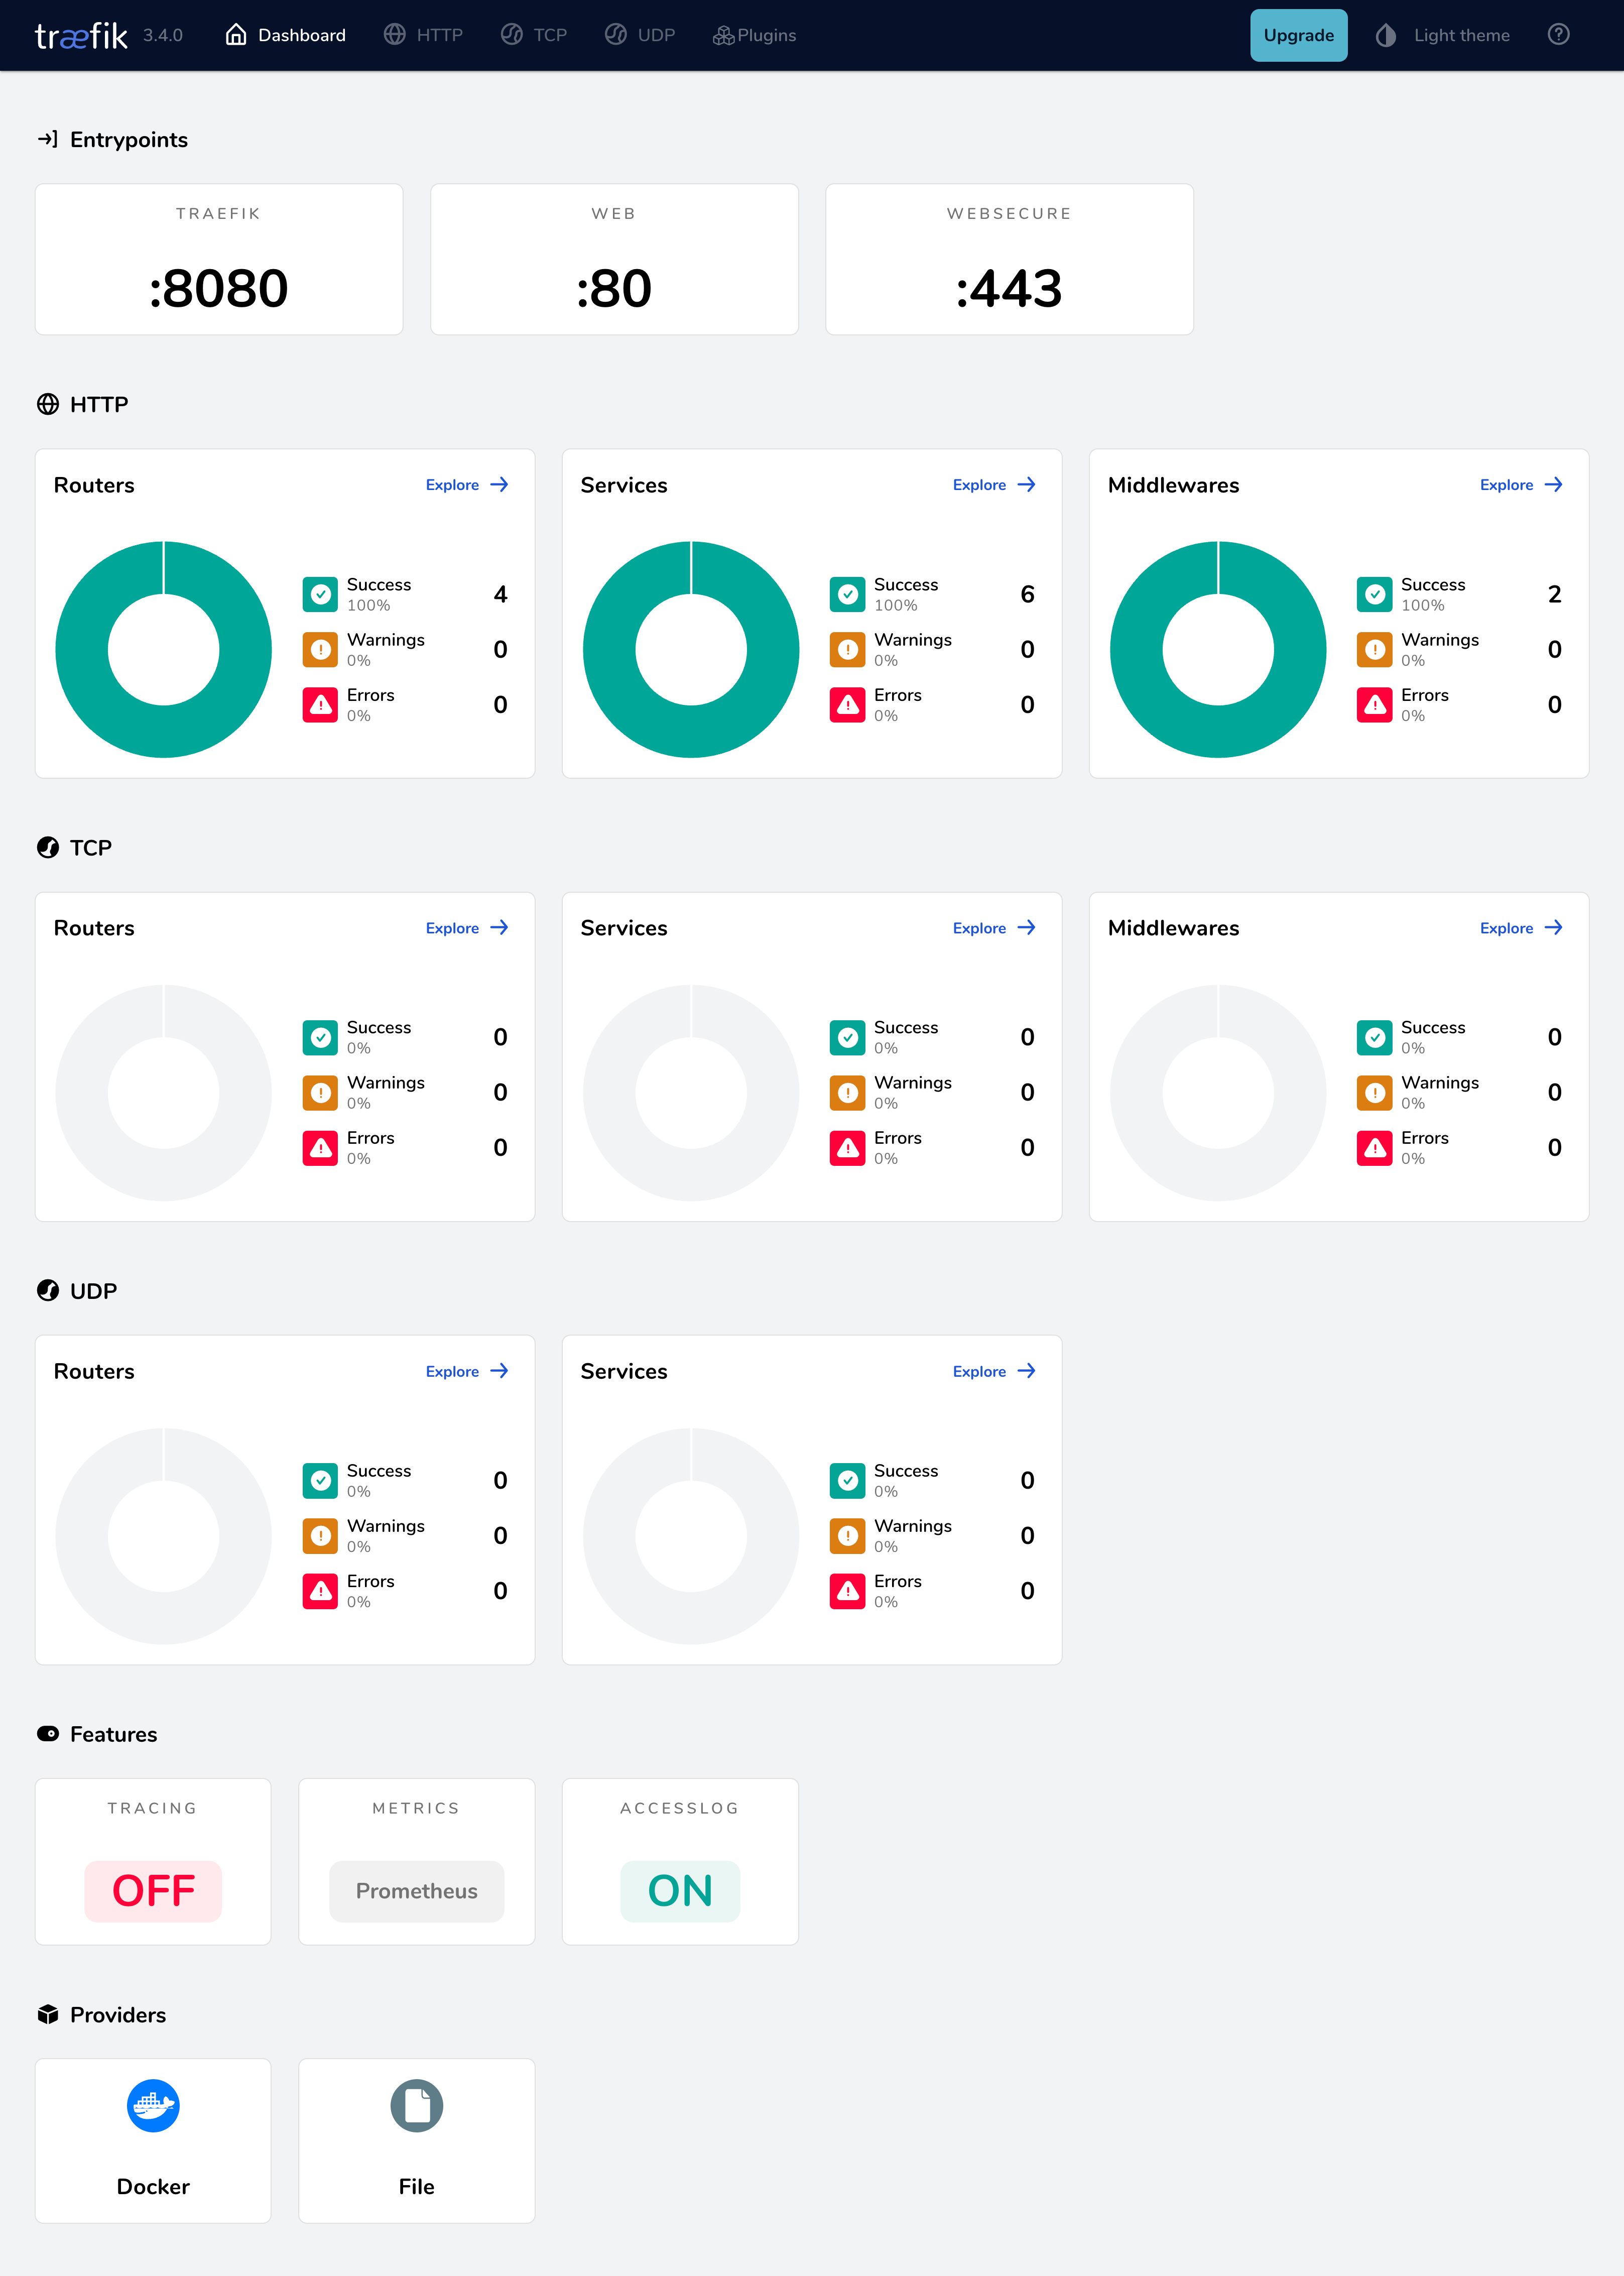 træfik 3.4.0 Dashboard HTTP TCP UDP Plugins Upgrade Light theme
Entrypoints
TRAEFIK
:8080
WEB
:80
WEBSECURE
:443
HTTP
Routers Explore
Success 4
100%
Warnings 0
0%
Errors 0
0%
Services Explore
Success 6
100%
Warnings 0
0%
Errors 0
0%
Middlewares Explore
Success 2
100%
Warnings 0
0%
Errors 0
0%
TCP
Routers Explore
Success 0
0%
Warnings 0
0%
Errors 0
0%
Services Explore
Success 0
0%
Warnings 0
0%
Errors 0
0%
Middlewares Explore
Success 0
0%
Warnings 0
0%
Errors 0
0%
UDP
Routers Explore
Success 0
0%
Warnings 0
0%
Errors 0
0%
Services Explore
Success 0
0%
Warnings 0
0%
Errors 0
0%
Features
TRACING
OFF
METRICS
Prometheus
ACCESSLOG
ON
Providers
Docker
File